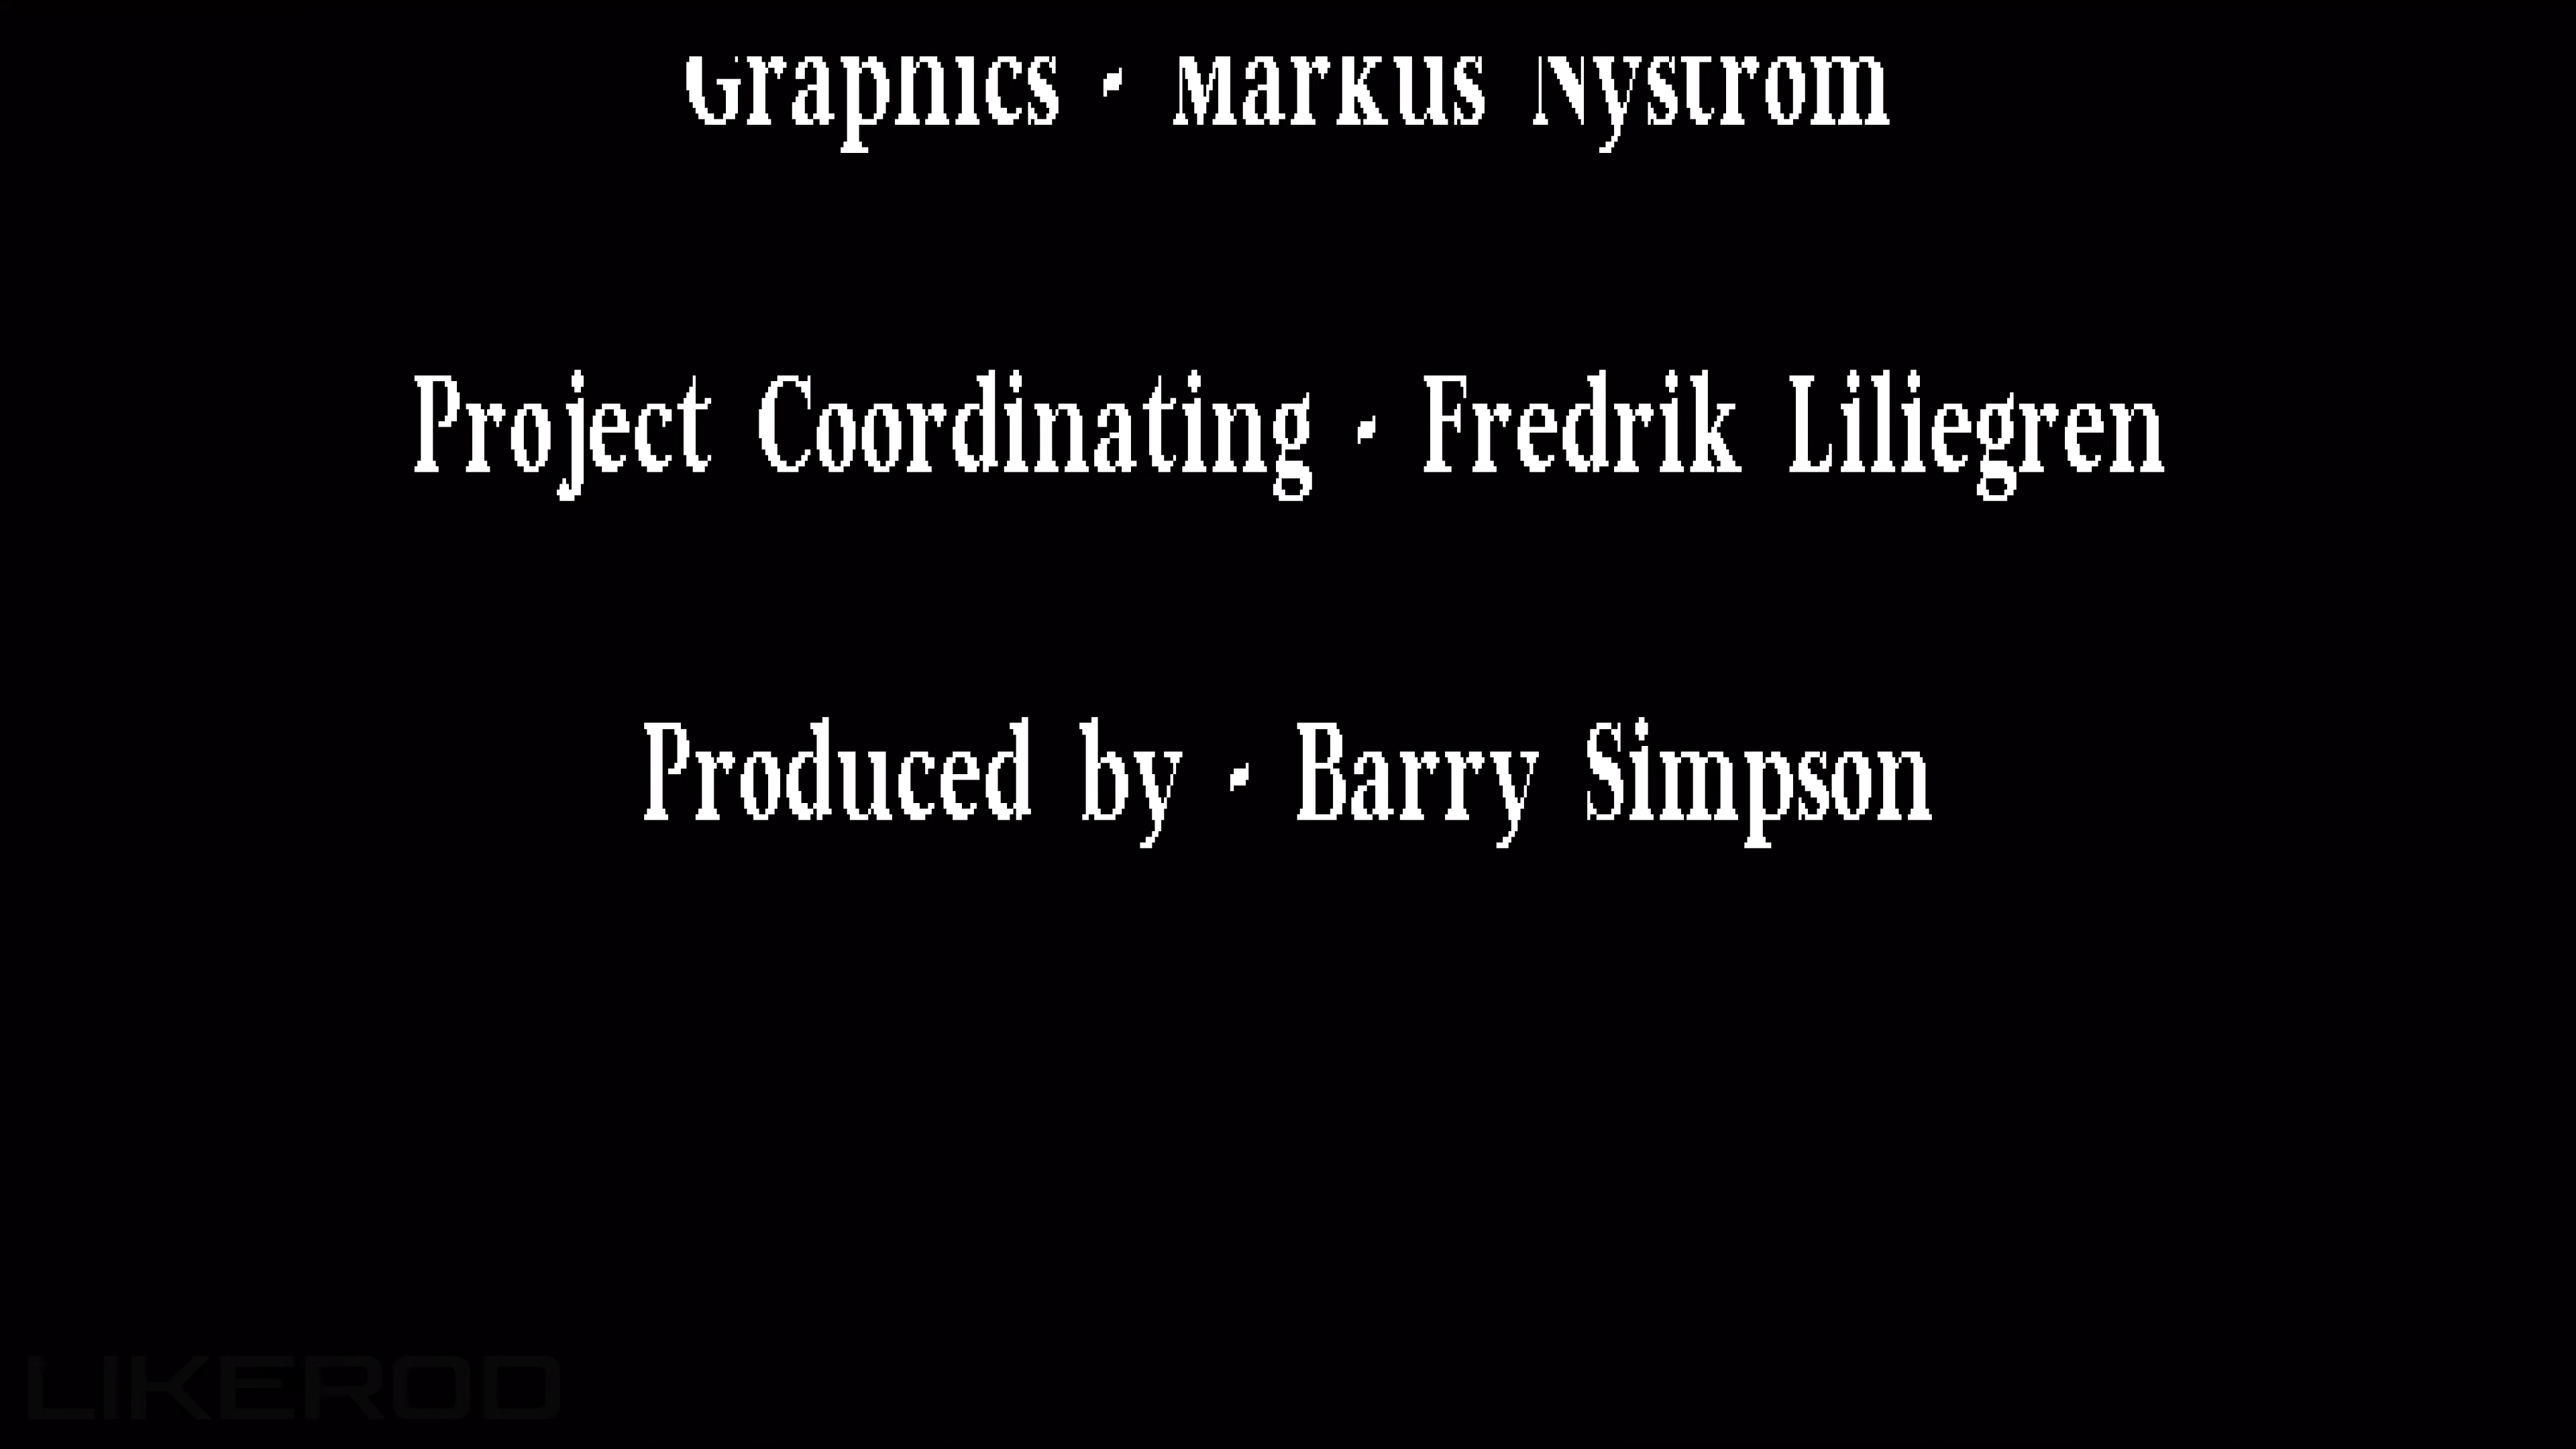 Graphics - Markus Nystrom
Project Coordinating - Fredrik Liliegren
Produced by - Barry Simpson
LIKEROD